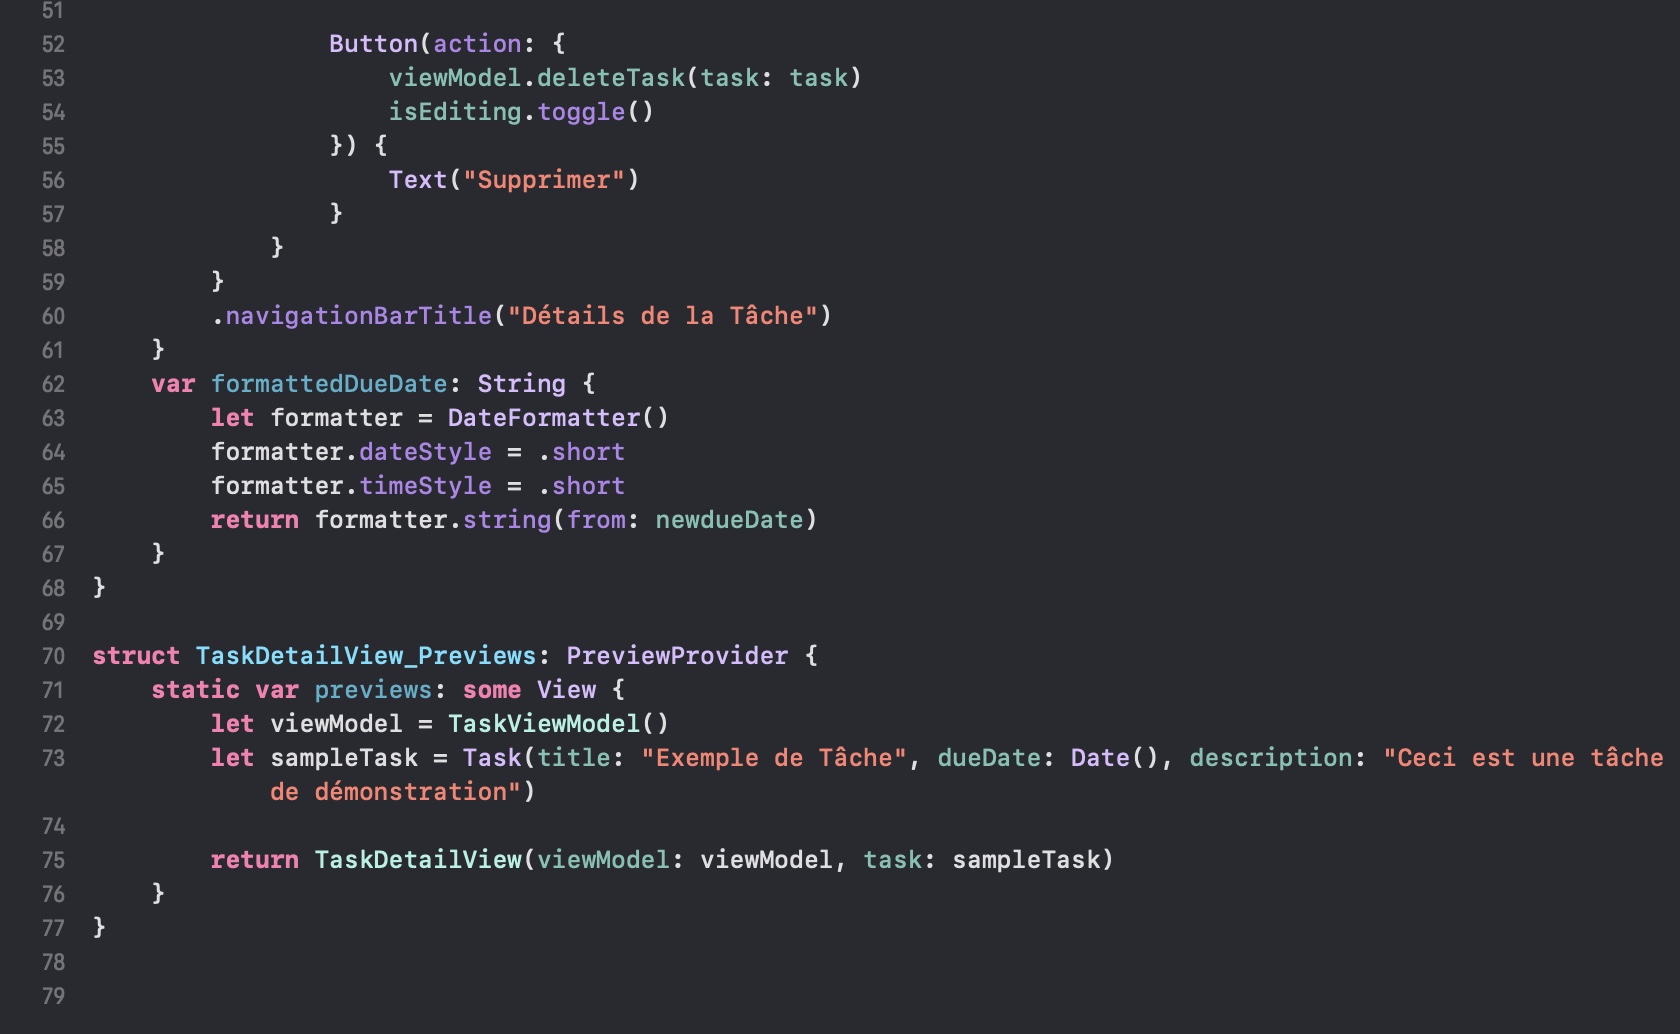 51
52                Button(action: {
53                    viewModel.deleteTask(task: task)
54                    isEditing.toggle()
55                }) {
56                    Text("Supprimer")
57                }
58            }
59        }
60        .navigationBarTitle("Détails de la Tâche")
61    }
62    var formattedDueDate: String {
63        let formatter = DateFormatter()
64        formatter.dateStyle = .short
65        formatter.timeStyle = .short
66        return formatter.string(from: newdueDate)
67    }
68 }
69
70 struct TaskDetailView_Previews: PreviewProvider {
71    static var previews: some View {
72        let viewModel = TaskViewModel()
73        let sampleTask = Task(title: "Exemple de Tâche", dueDate: Date(), description: "Ceci est une tâche
            de démonstration")
74
75        return TaskDetailView(viewModel: viewModel, task: sampleTask)
76    }
77 }
78
79